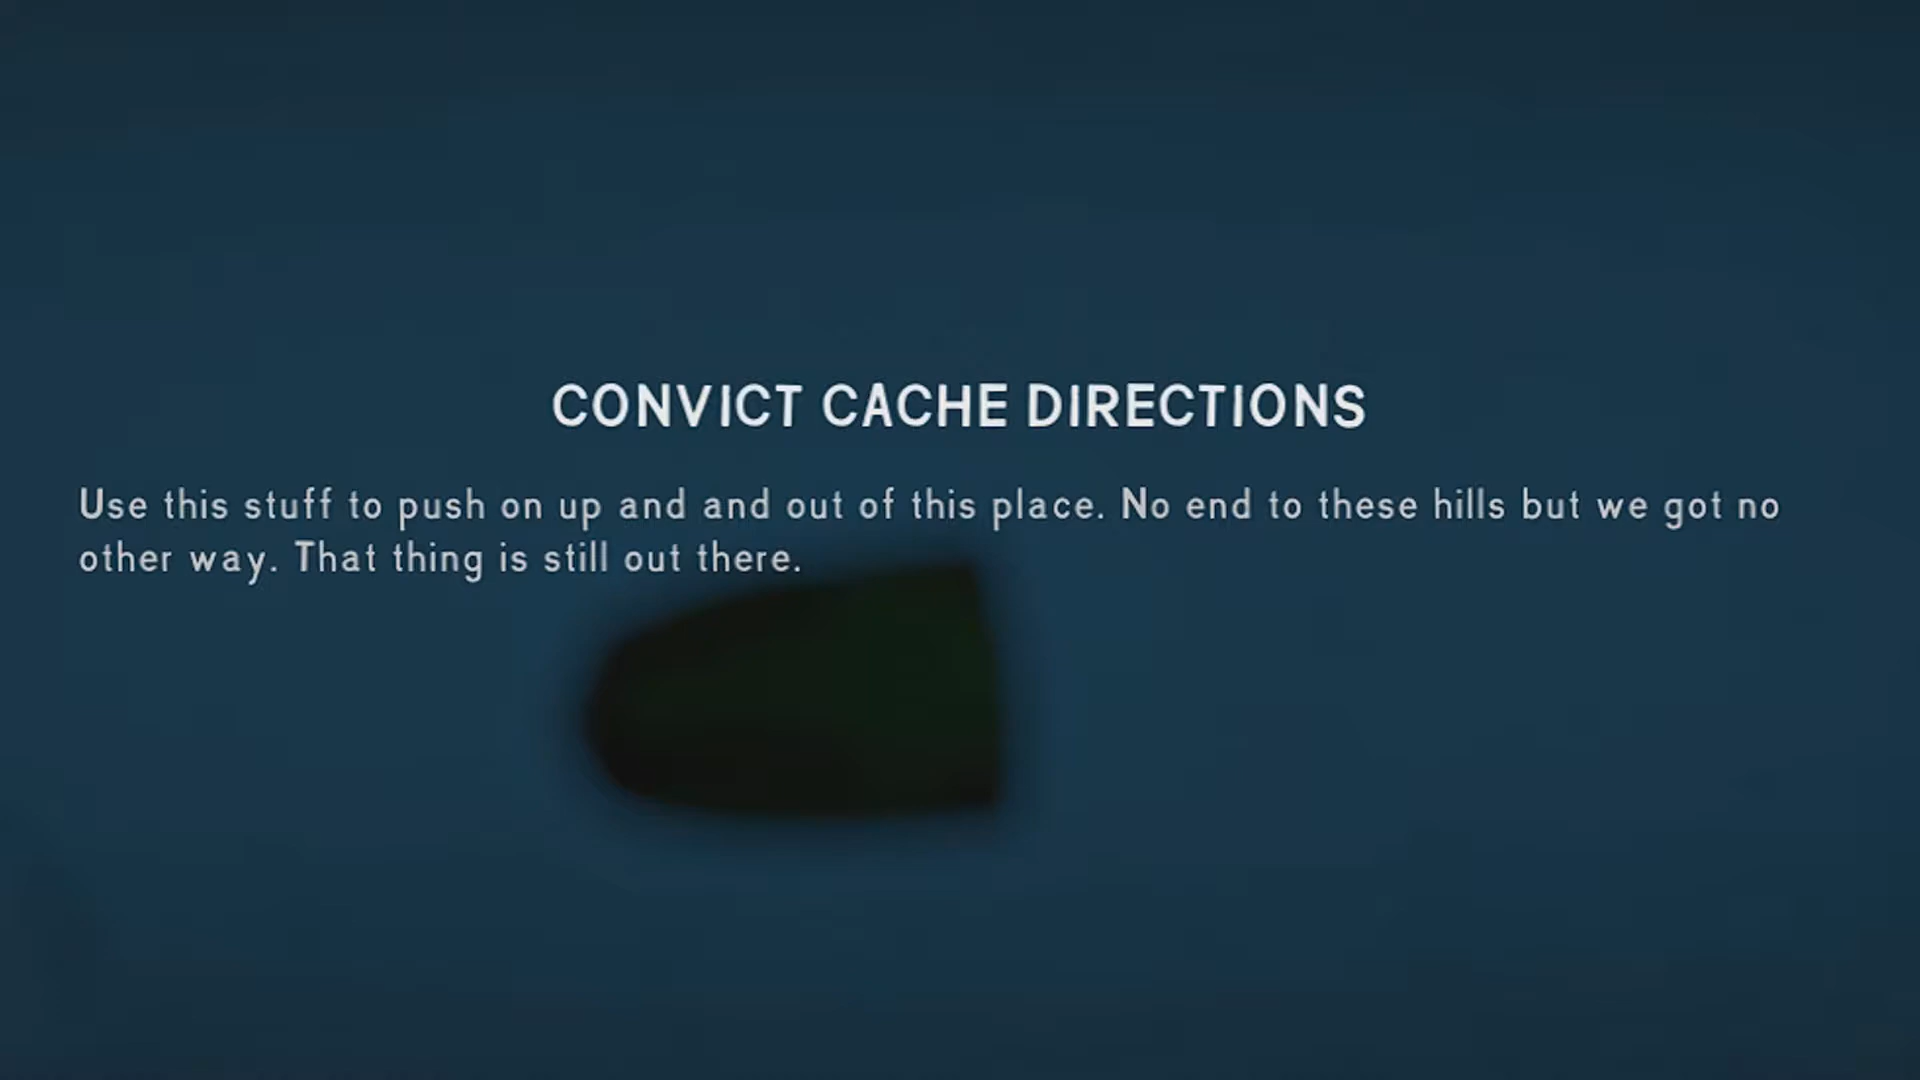 CONVICT CACHE DIRECTIONS
Use this stuff to push on up and and out of this place. No end to these hills but we got no
other way. That thing is still out there.